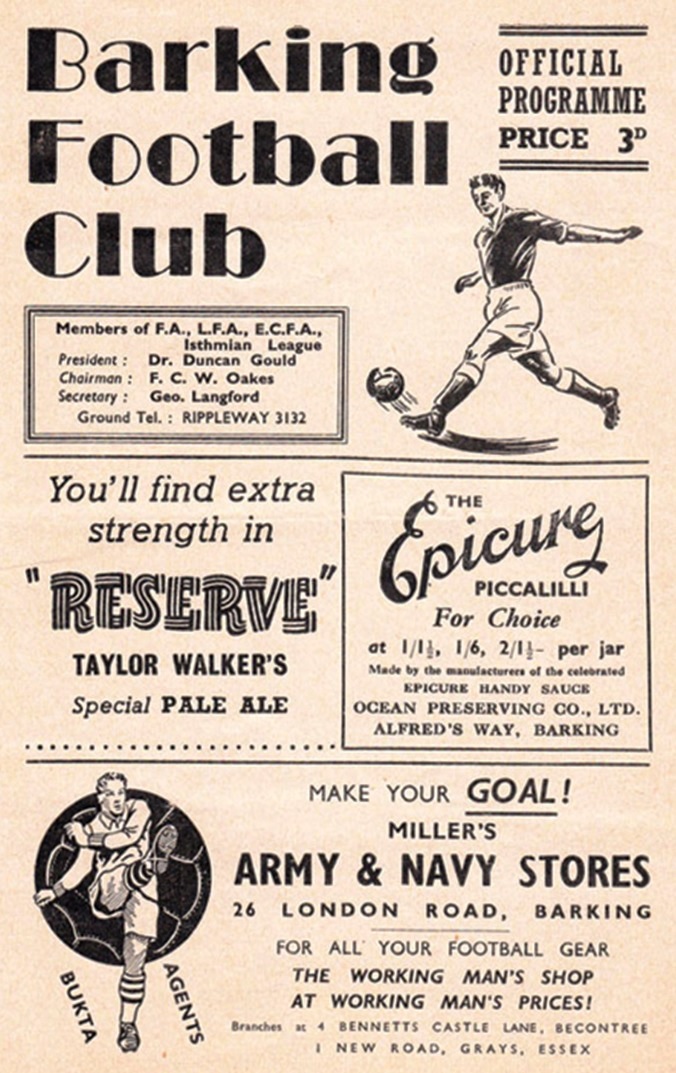 Barking
Football
Club
OFFICIAL
PROGRAMME
PRICE 3D
Members of F.A., L.F.A., E.C.F.A.,
Isthmian League
President : Dr. Duncan Gould
Chairman : F. C. W. Oakes
Secretary : Geo. Langford
Ground Tel. : RIPPLEWAY 3132
You'll find extra
strength in
"RESERVE"
TAYLOR WALKER'S
Special PALE ALE
THE
Epicure
PICCALILLI
For Choice
at 1/1½, 1/6, 2/1½- per jar
Made by the manufacturers of the celebrated
EPICURE HANDY SAUCE
OCEAN PRESERVING CO., LTD.
ALFRED'S WAY, BARKING
MAKE YOUR GOAL!
MILLER'S
ARMY & NAVY STORES
26 LONDON ROAD, BARKING
FOR ALL YOUR FOOTBALL GEAR
THE WORKING MAN'S SHOP
AT WORKING MAN'S PRICES!
Branches at 4 BENNETTS CASTLE LANE, BECONTREE
1 NEW ROAD, GRAYS, ESSEX
BUKTA AGENTS